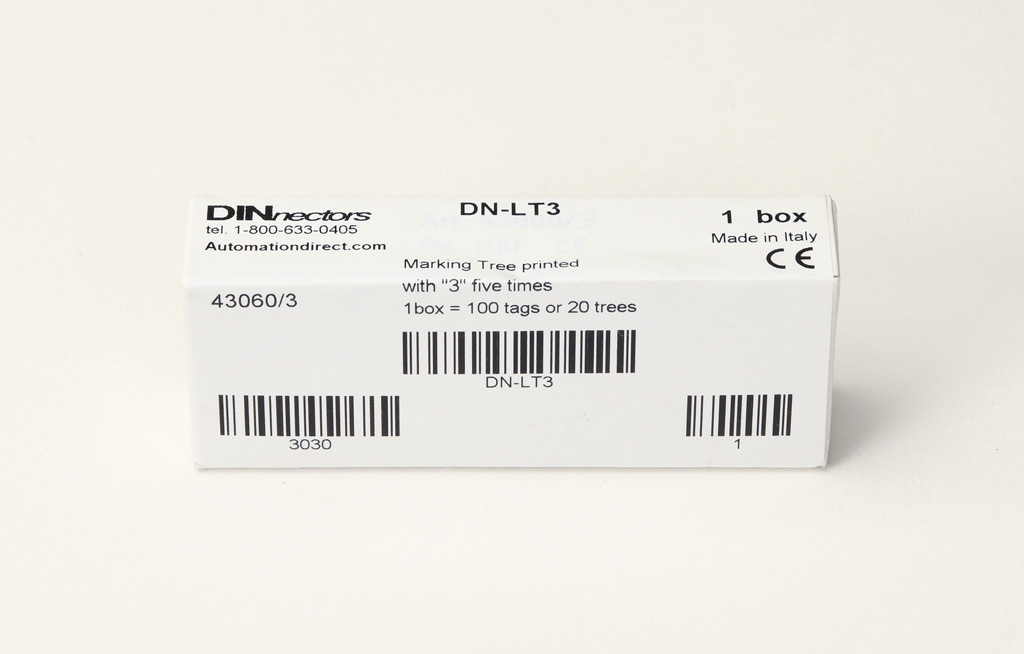 DINnectors
tel. 1-800-633-0405
Automationdirect.com
DN-LT3
1 box
Made in Italy
CE
Marking Tree printed
with "3" five times
1box = 100 tags or 20 trees
43060/3
DN-LT3
3030
1